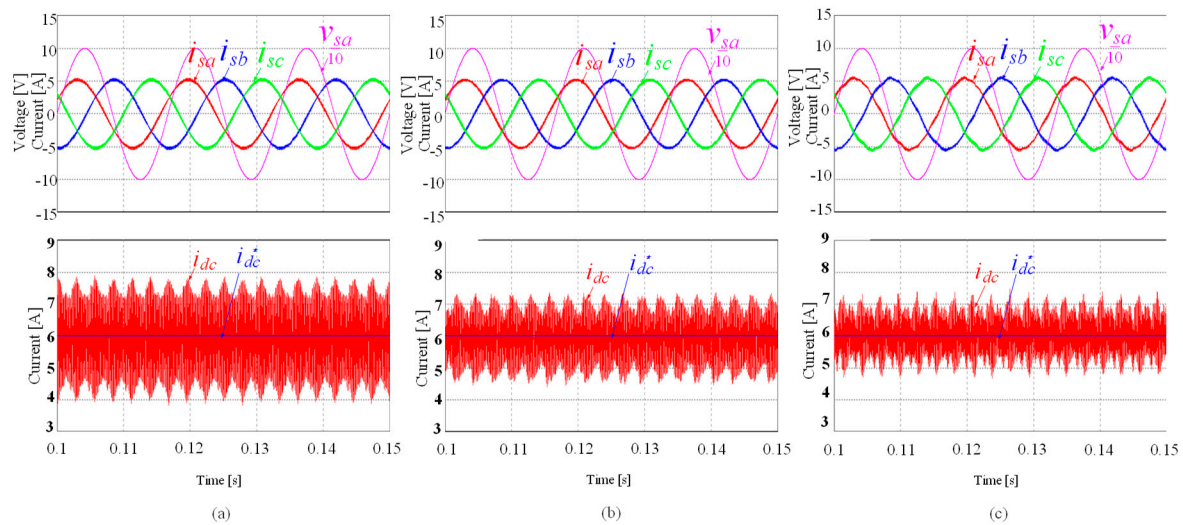 15
10
5
0
-5
-10
-15
Voltage [V]
Current [A]
i_sa
i_sb
i_sc
v_sa
10
9
8
7
6
5
4
3
Current [A]
i_dc
i_dc*
0.1
0.11
0.12
0.13
0.14
0.15
Time [s]
(a)
15
10
5
0
-5
-10
-15
Voltage [V]
Current [A]
i_sa
i_sb
i_sc
v_sa
10
9
8
7
6
5
4
3
Current [A]
i_dc
i_dc*
0.1
0.11
0.12
0.13
0.14
0.15
Time [s]
(b)
15
10
5
0
-5
-10
-15
Voltage [V]
Current [A]
i_sa
i_sb
i_sc
v_sa
10
9
8
7
6
5
4
3
Current [A]
i_dc
i_dc*
0.1
0.11
0.12
0.13
0.14
0.15
Time [s]
(c)